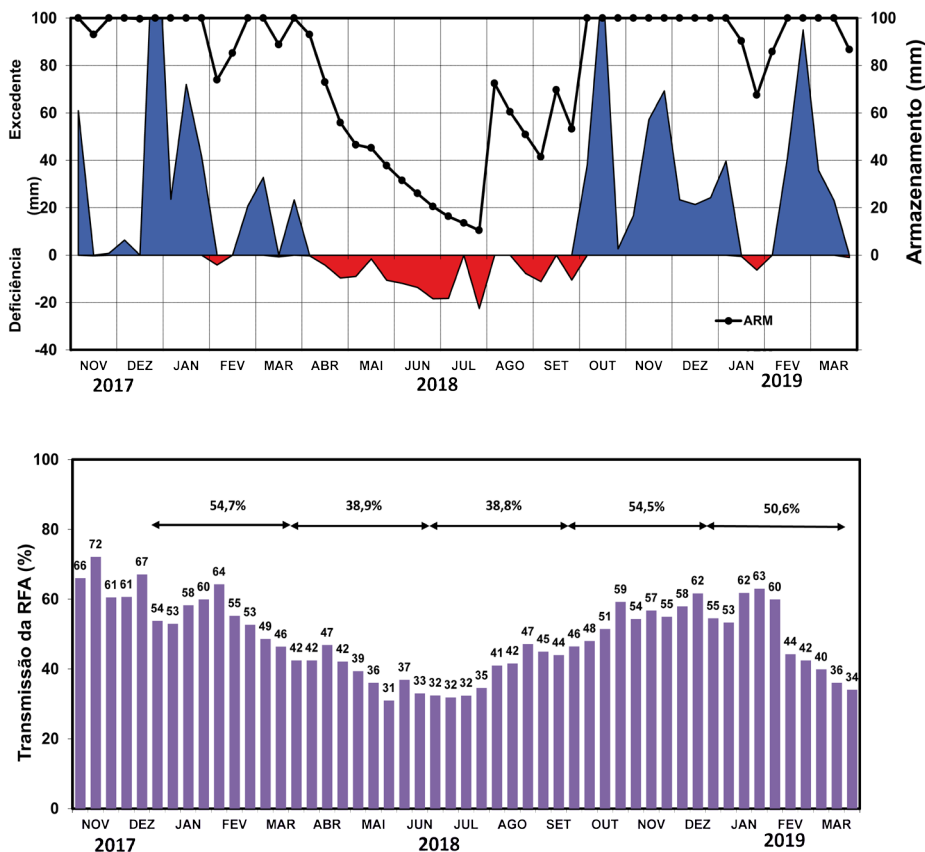 100 100
80 80
60 60
40 40
20 20
0 0
-20
-40
Excedente
(mm)
Deficiência
Armazenamento (mm)
ARM
NOV DEZ JAN FEV MAR ABR MAI JUN JUL AGO SET OUT NOV DEZ JAN FEV MAR
2017 2018 2019
100
80
60
40
20
0
Transmissão da RFA (%)
54,7% 38,9% 38,8% 54,5% 50,6%
66 72 61 61 67 54 53 58 60 64 55 53 49 46 42 42 47 42 39 36 31 37 33 32 32 32 35 41 42 47 45 44 46 48 51 59 54 57 55 58 62 55 53 62 63 60 44 42 40 36 34
NOV DEZ JAN FEV MAR ABR MAI JUN JUL AGO SET OUT NOV DEZ JAN FEV MAR
2017 2018 2019